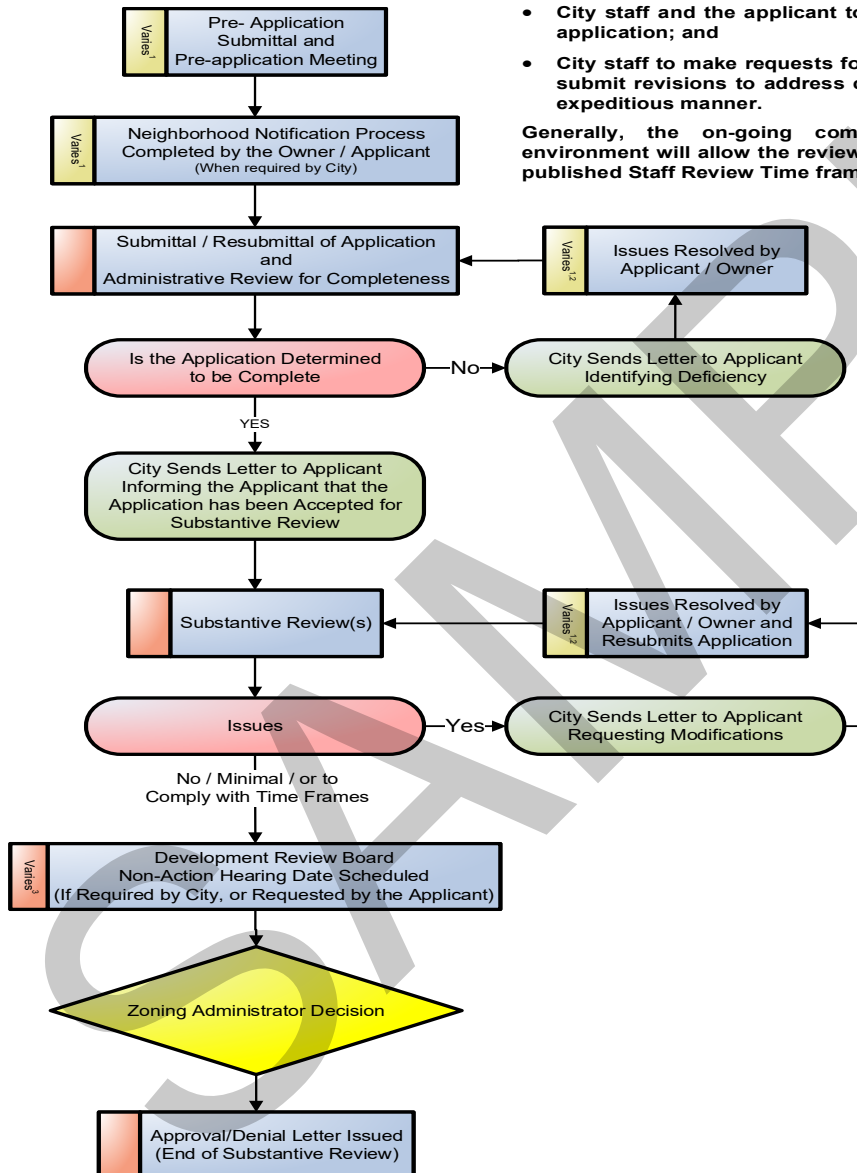 Varies1
Pre- Application
Submittal and
Pre-application Meeting
• City staff and the applicant to
application; and
• City staff to make requests fo
submit revisions to address
expeditious manner.
Generally, the on-going com
environment will allow the review
published Staff Review Time fram
Varies1
Neighborhood Notification Process
Completed by the Owner / Applicant
(When required by City)
Submittal / Resubmittal of Application
and
Administrative Review for Completeness
Varies1,2
Issues Resolved by
Applicant / Owner
Is the Application Determined
to be Complete
No
City Sends Letter to Applicant
Identifying Deficiency
YES
City Sends Letter to Applicant
Informing the Applicant that the
Application has been Accepted for
Substantive Review
Substantive Review(s)
Varies1,2
Issues Resolved by
Applicant / Owner and
Resubmits Application
Issues
Yes
City Sends Letter to Applicant
Requesting Modifications
No / Minimal / or to
Comply with Time Frames
Varies3
Development Review Board
Non-Action Hearing Date Scheduled
(If Required by City, or Requested by the Applicant)
Zoning Administrator Decision
Approval/Denial Letter Issued
(End of Substantive Review)